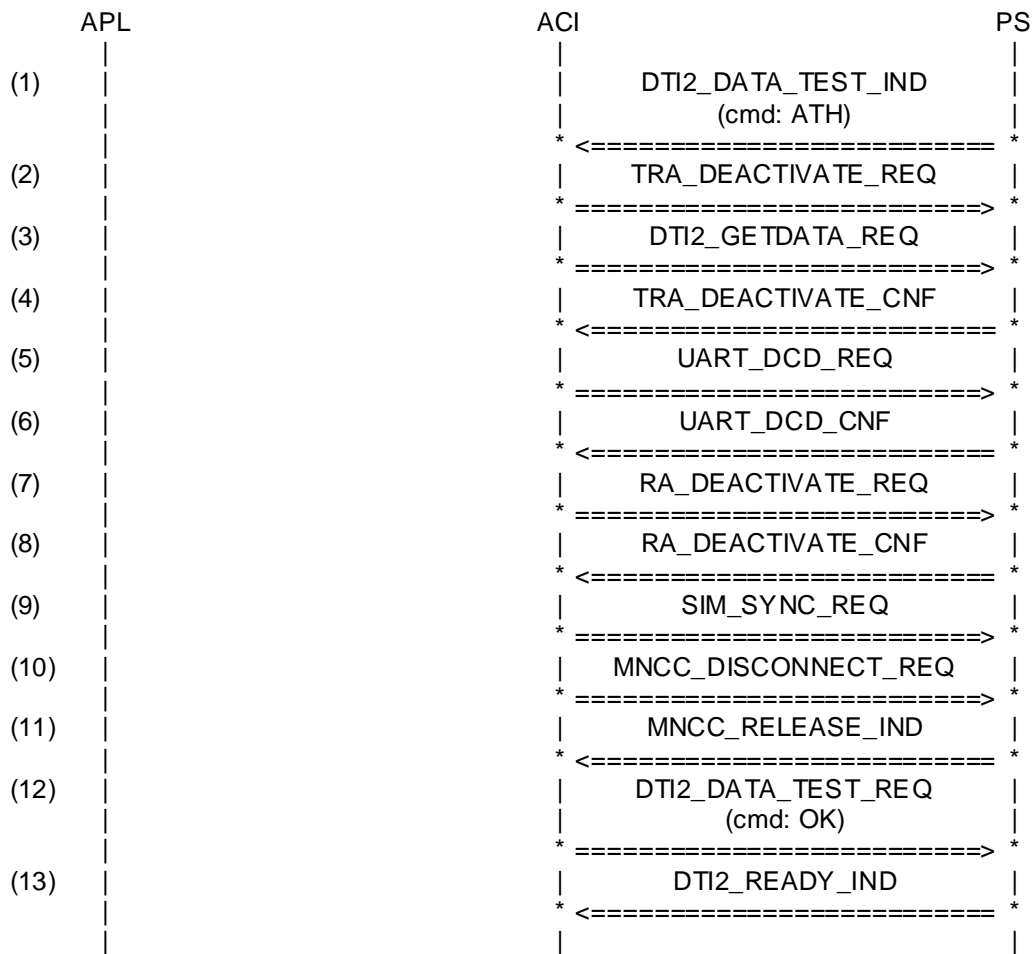 APL ACI PS
(1) DTI2_DATA_TEST_IND
(cmd: ATH)
* <========================== *
(2) TRA_DEACTIVATE_REQ
* ==========================> *
(3) DTI2_GETDATA_REQ
* ==========================> *
(4) TRA_DEACTIVATE_CNF
* <========================== *
(5) UART_DCD_REQ
* ==========================> *
(6) UART_DCD_CNF
* <========================== *
(7) RA_DEACTIVATE_REQ
* ==========================> *
(8) RA_DEACTIVATE_CNF
* <========================== *
(9) SIM_SYNC_REQ
* ==========================> *
(10) MNCC_DISCONNECT_REQ
* ==========================> *
(11) MNCC_RELEASE_IND
* <========================== *
(12) DTI2_DATA_TEST_REQ
(cmd: OK)
* ==========================> *
(13) DTI2_READY_IND
* <========================== *